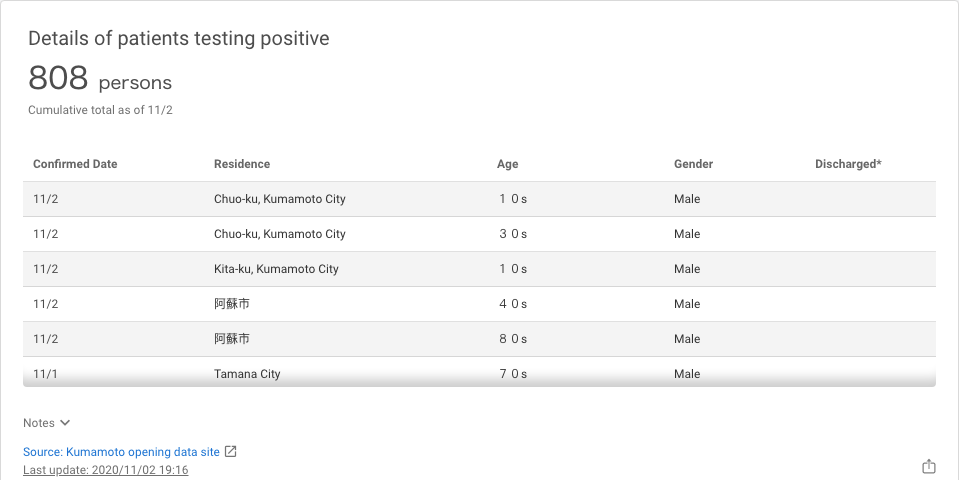 Details of patients testing positive
808 persons
Cumulative total as of 11/2
Confirmed Date Residence Age Gender Discharged*
11/2 Chuo-ku, Kumamoto City １０s Male
11/2 Chuo-ku, Kumamoto City ３０s Male
11/2 Kita-ku, Kumamoto City １０s Male
11/2 阿蘇市 ４０s Male
11/2 阿蘇市 ８０s Male
11/1 Tamana City ７０s Male
Notes
Source: Kumamoto opening data site
Last update: 2020/11/02 19:16